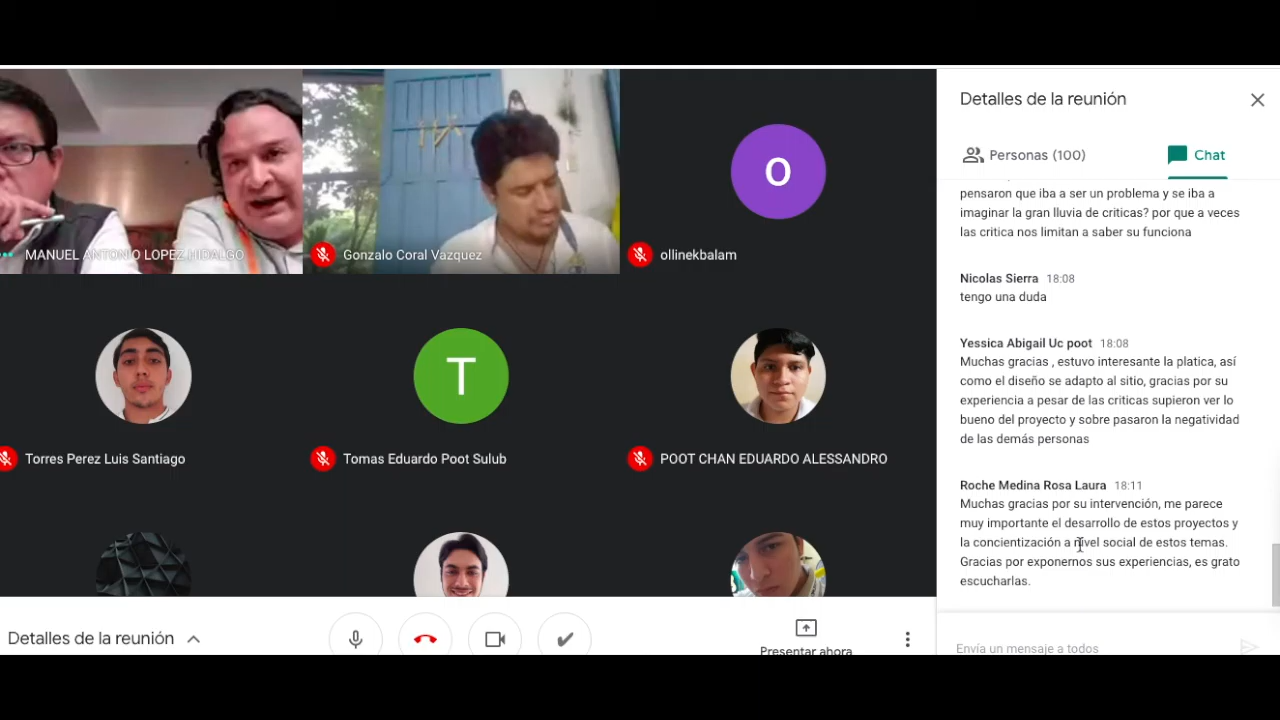 MANUEL ANTONIO LOPEZ HIDALGO
Gonzalo Coral Vazquez
O
ollinekbalam
Torres Perez Luis Santiago
T
Tomas Eduardo Poot Sulub
POOT CHAN EDUARDO ALESSANDRO
Detalles de la reunión
Presentar ahora
Detalles de la reunión
Personas (100)
Chat
pensaron que iba a ser un problema y se iba a
imaginar la gran lluvia de criticas? por que a veces
las critica nos limitan a saber su funciona
Nicolas Sierra 18:08
tengo una duda
Yessica Abigail Uc poot 18:08
Muchas gracias , estuvo interesante la platica, así
como el diseño se adapto al sitio, gracias por su
experiencia a pesar de las criticas supieron ver lo
bueno del proyecto y sobre pasaron la negatividad
de las demás personas
Roche Medina Rosa Laura 18:11
Muchas gracias por su intervención, me parece
muy importante el desarrollo de estos proyectos y
la concientización a nivel social de estos temas.
Gracias por exponernos sus experiencias, es grato
escucharlas.
Envía un mensaje a todos